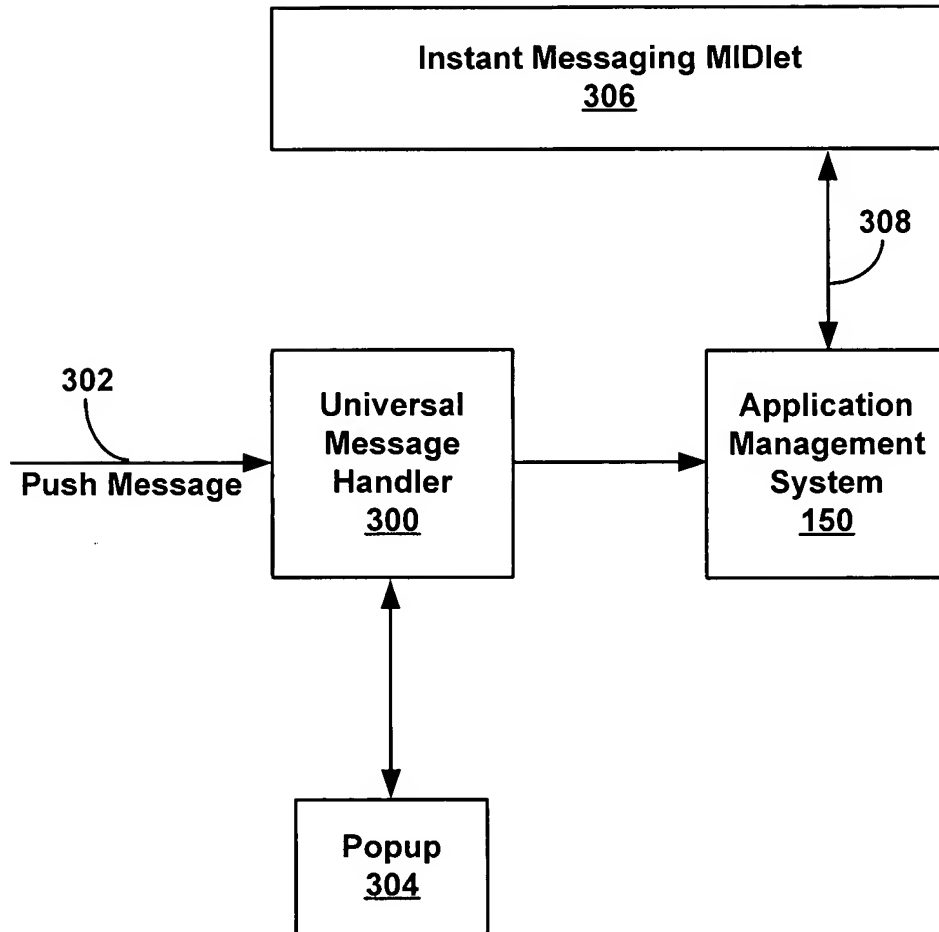 Instant Messaging MIDlet
306
308
302
Push Message
Universal
Message
Handler
300
Application
Management
System
150
Popup
304